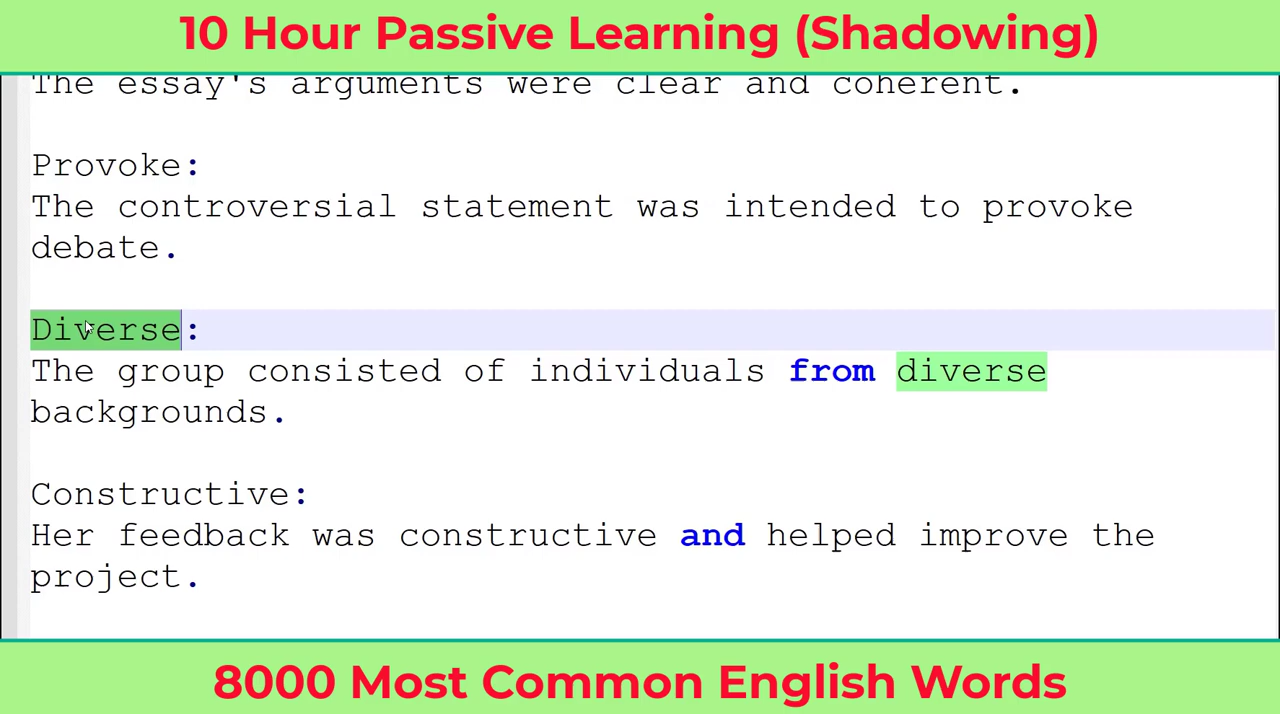 10 Hour Passive Learning (Shadowing)
The essay's arguments were clear and coherent.
Provoke:
The controversial statement was intended to provoke
debate.
Diverse:
The group consisted of individuals from diverse
backgrounds.
Constructive:
Her feedback was constructive and helped improve the
project.
8000 Most Common English Words